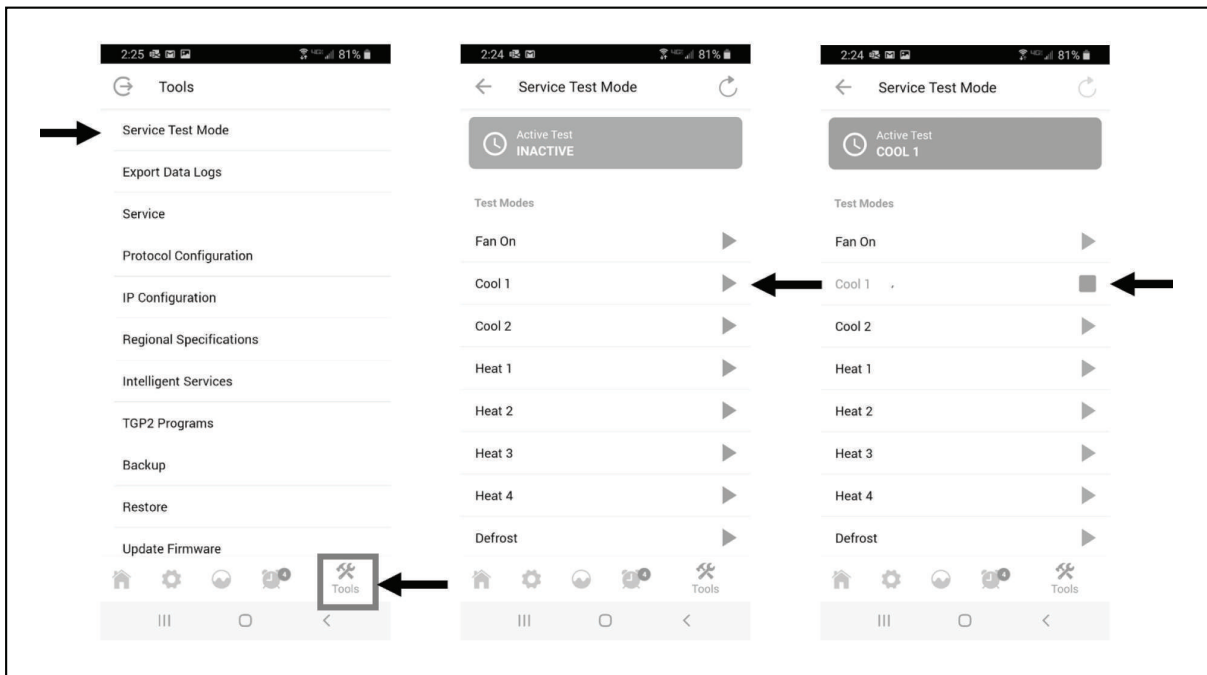 2:25 81%
Tools
Service Test Mode
Export Data Logs
Service
Protocol Configuration
IP Configuration
Regional Specifications
Intelligent Services
TGP2 Programs
Backup
Restore
Update Firmware
4
Tools
2:24 81%
Service Test Mode
Active Test
INACTIVE
Test Modes
Fan On
Cool 1
Cool 2
Heat 1
Heat 2
Heat 3
Heat 4
Defrost
4
Tools
2:24 81%
Service Test Mode
Active Test
COOL 1
Test Modes
Fan On
Cool 1
Cool 2
Heat 1
Heat 2
Heat 3
Heat 4
Defrost
4
Tools